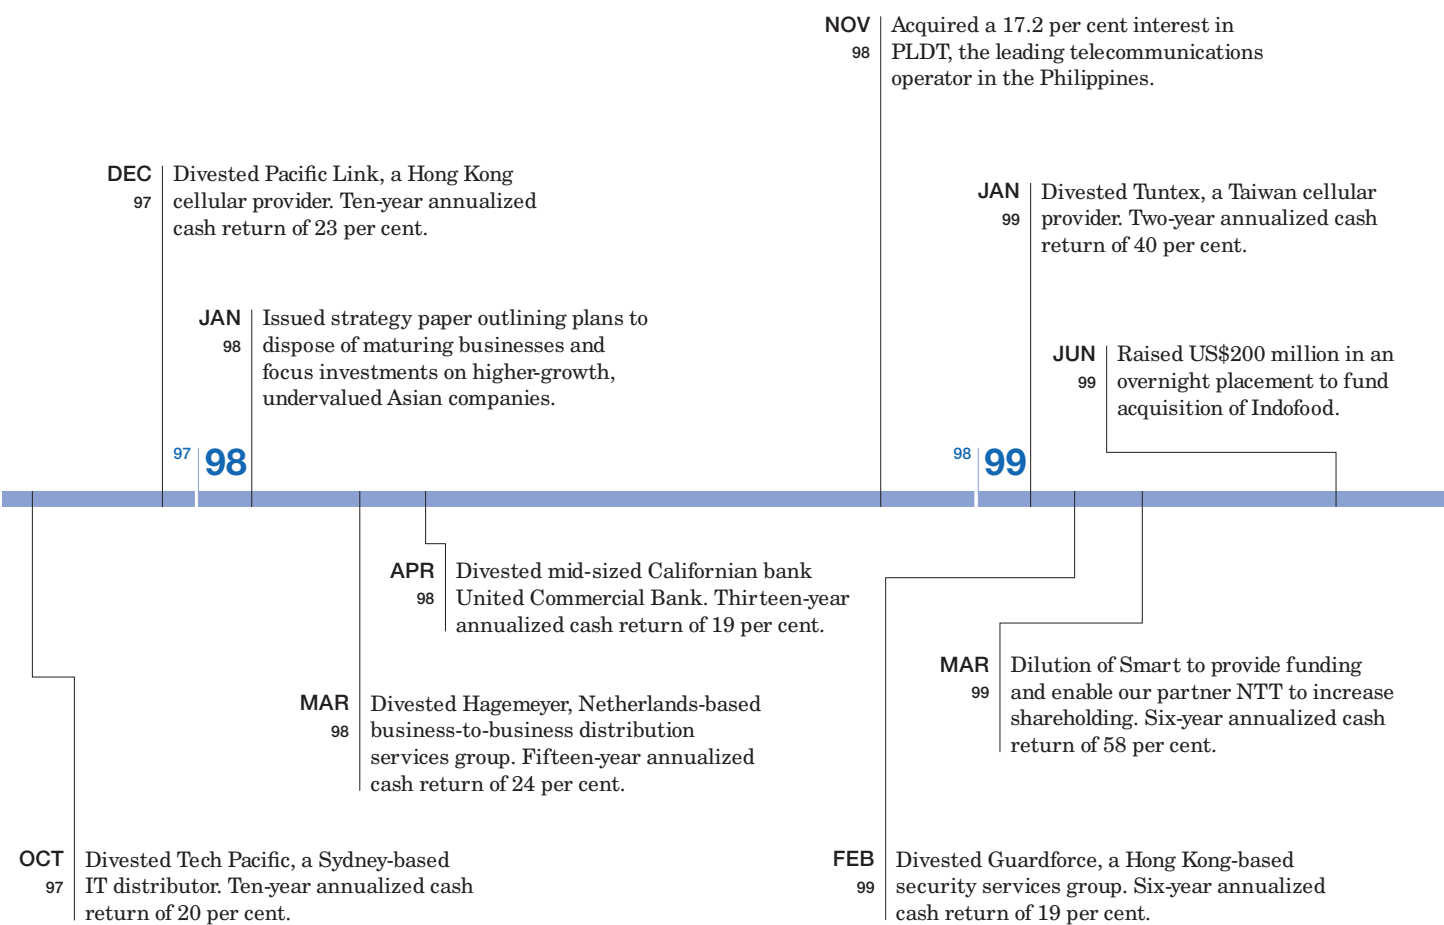 NOV
98
Acquired a 17.2 per cent interest in
PLDT, the leading telecommunications
operator in the Philippines.
DEC
97
Divested Pacific Link, a Hong Kong
cellular provider. Ten-year annualized
cash return of 23 per cent.
JAN
99
Divested Tuntex, a Taiwan cellular
provider. Two-year annualized cash
return of 40 per cent.
JAN
98
Issued strategy paper outlining plans to
dispose of maturing businesses and
focus investments on higher-growth,
undervalued Asian companies.
JUN
99
Raised US$200 million in an
overnight placement to fund
acquisition of Indofood.
97 98
98 99
APR
98
Divested mid-sized Californian bank
United Commercial Bank. Thirteen-year
annualized cash return of 19 per cent.
MAR
99
Dilution of Smart to provide funding
and enable our partner NTT to increase
shareholding. Six-year annualized cash
return of 58 per cent.
MAR
98
Divested Hagemeyer, Netherlands-based
business-to-business distribution
services group. Fifteen-year annualized
cash return of 24 per cent.
OCT
97
Divested Tech Pacific, a Sydney-based
IT distributor. Ten-year annualized cash
return of 20 per cent.
FEB
99
Divested Guardforce, a Hong Kong-based
security services group. Six-year annualized
cash return of 19 per cent.